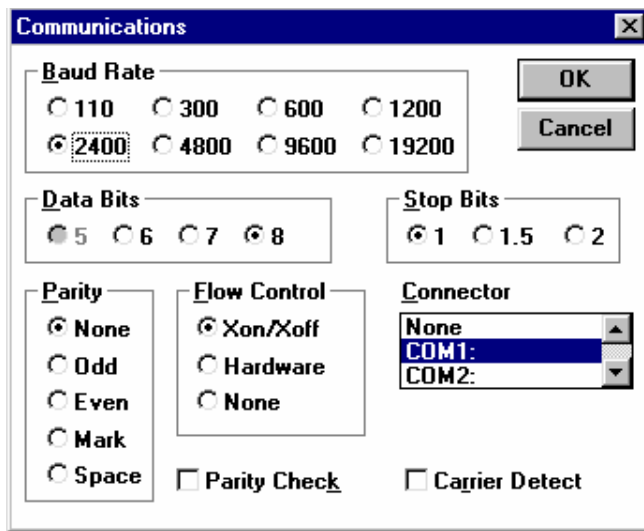 Communications
Baud Rate
110 300 600 1200
2400 4800 9600 19200
OK
Cancel
Data Bits
5 6 7 8
Stop Bits
1 1.5 2
Parity
None
Odd
Even
Mark
Space
Flow Control
Xon/Xoff
Hardware
None
Connector
None
COM1:
COM2:
Parity Check
Carrier Detect